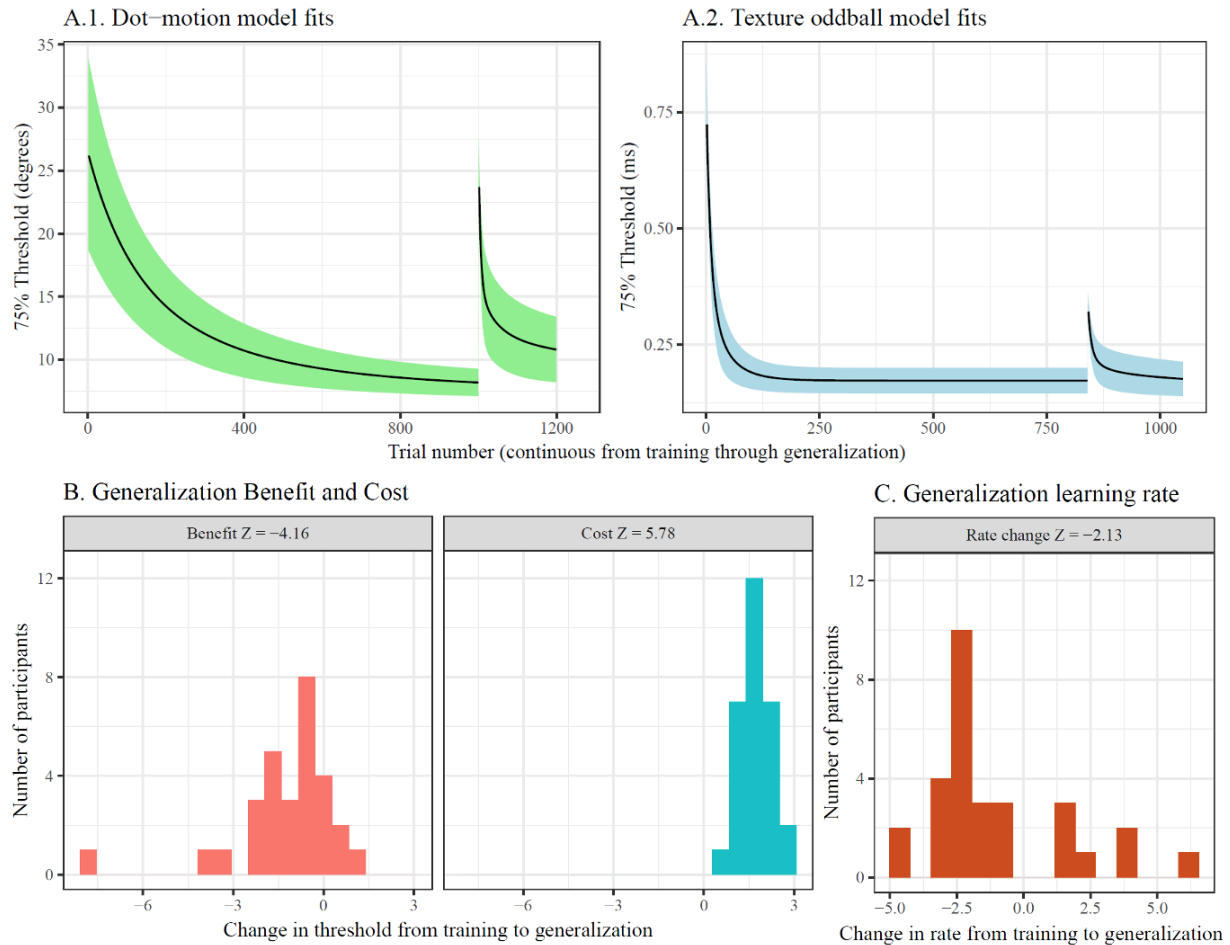 A.1. Dot−motion model fits
A.2. Texture oddball model fits
75% Threshold (degrees)
35
30
25
20
15
10
0
400
800
1200
75% Threshold (ms)
0.75
0.50
0.25
0
250
500
750
1000
Trial number (continuous from training through generalization)
B. Generalization Benefit and Cost
C. Generalization learning rate
Benefit Z = −4.16
Cost Z = 5.78
Rate change Z = −2.13
Number of participants
12
8
4
0
−6
−3
0
3
−6
−3
0
3
Change in threshold from training to generalization
Number of participants
12
8
4
0
−5.0
−2.5
0.0
2.5
5.0
Change in rate from training to generalization